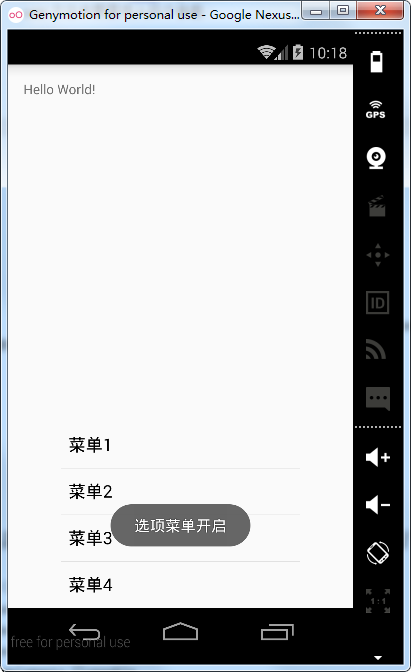 Genymotion for personal use - Google Nexus...
10:18
Hello World!
GPS
ID
菜单1
菜单2
菜单3
选项菜单开启
菜单4
1:1
free for personal use